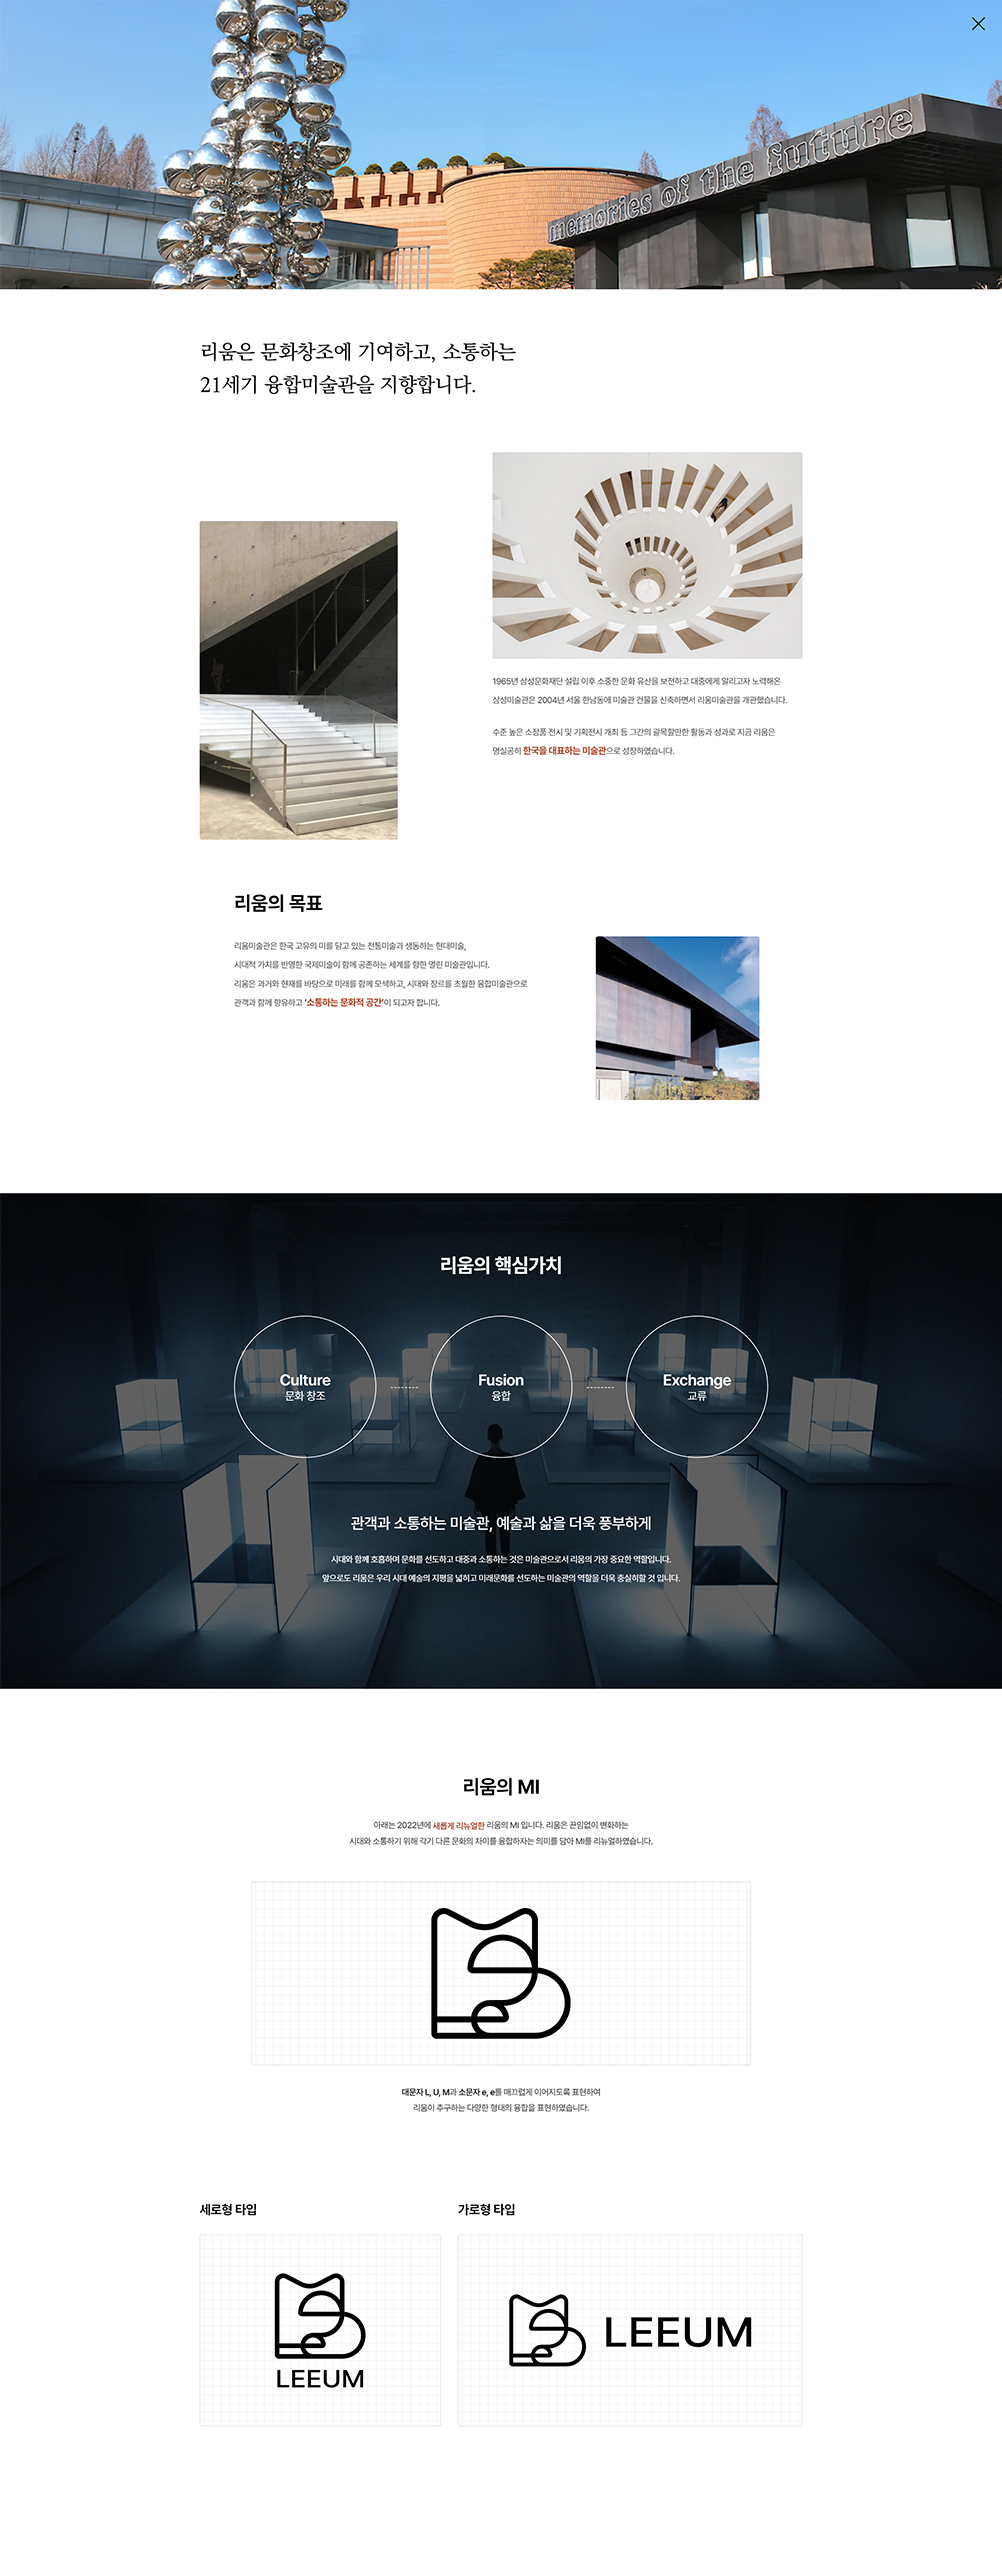 memories of the future
리움은 문화창조에 기여하고, 소통하는
21세기 융합미술관을 지향합니다.
1965년 삼성문화재단 설립 이후 소중한 문화 유산을 보전하고 대중에게 알리고자 노력해온
삼성미술관은 2004년 서울 한남동에 미술관 건물을 신축하면서 리움미술관을 개관했습니다.
수준 높은 소장품 전시 및 기획전시 개최 등 그간의 괄목할만한 활동과 성과로 지금 리움은
명실공히 한국을 대표하는 미술관으로 성장하였습니다.
리움의 목표
리움미술관은 한국 고유의 미를 담고 있는 전통미술과 생동하는 현대미술,
시대적 가치를 반영한 국제미술이 함께 공존하는 세계를 향한 열린 미술관입니다.
리움은 과거와 현재를 바탕으로 미래를 함께 모색하고, 시대와 장르를 초월한 융합미술관으로
관객과 함께 향유하고 '소통하는 문화적 공간'이 되고자 합니다.
리움의 핵심가치
Culture
문화 창조
Fusion
융합
Exchange
교류
관객과 소통하는 미술관, 예술과 삶을 더욱 풍부하게
시대와 함께 호흡하며 문화를 선도하고 대중과 소통하는 것은 미술관으로서 리움의 가장 중요한 역할입니다.
앞으로도 리움은 우리 시대 예술의 지평을 넓히고 미래문화를 선도하는 미술관의 역할을 더욱 충실히할 것 입니다.
리움의 MI
아래는 2022년에 새롭게 리뉴얼한 리움의 MI 입니다. 리움은 끈임없이 변화하는
시대와 소통하기 위해 각기 다른 문화의 차이를 융합하자는 의미를 담아 MI를 리뉴얼하였습니다.
대문자 L, U, M과 소문자 e, e를 매끄럽게 이어지도록 표현하여
리움이 추구하는 다양한 형태의 융합을 표현하였습니다.
세로형 타입
가로형 타입
LEEUM
LEEUM